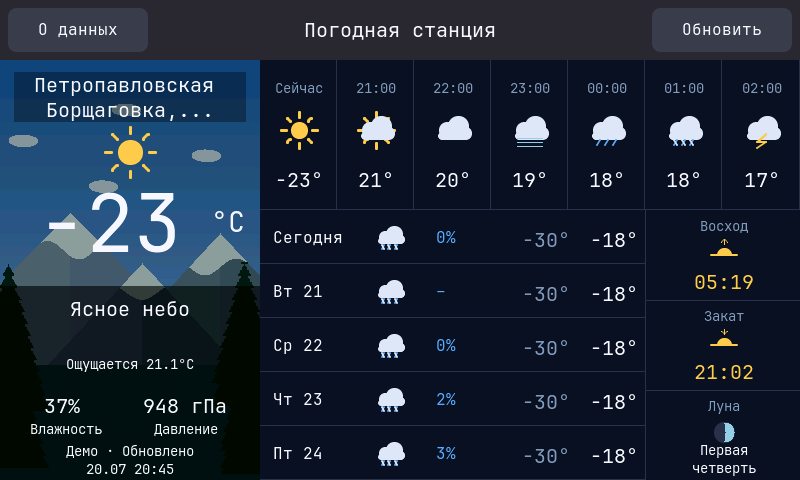 О данных
Погодная станция
Обновить
Петропавловская
Борщаговка,...
-23 °C
Ясное небо
Ощущается 21.1°C
37%
948 гПа
Влажность
Давление
Демо · Обновлено
20.07 20:45
Сейчас
21:00
22:00
23:00
00:00
01:00
02:00
-23°
21°
20°
19°
18°
18°
17°
Сегодня 0% -30° -18°
Вт 21 – -30° -18°
Ср 22 0% -30° -18°
Чт 23 2% -30° -18°
Пт 24 3% -30° -18°
Восход
05:19
Закат
21:02
Луна
Первая
четверть